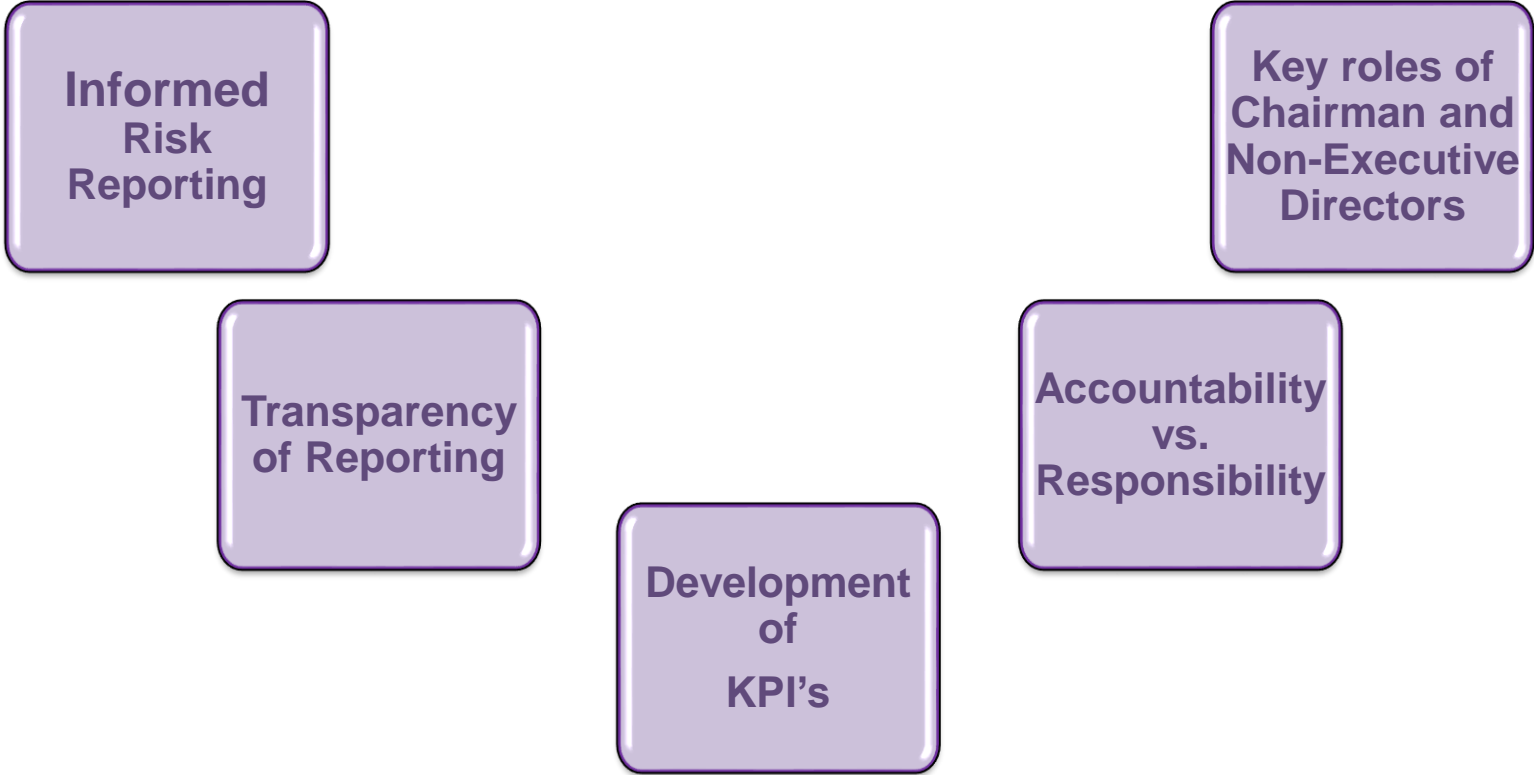 Informed
Risk
Reporting
Key roles of
Chairman and
Non-Executive
Directors
Transparency
of Reporting
Accountability
vs.
Responsibility
Development
of
KPI’s